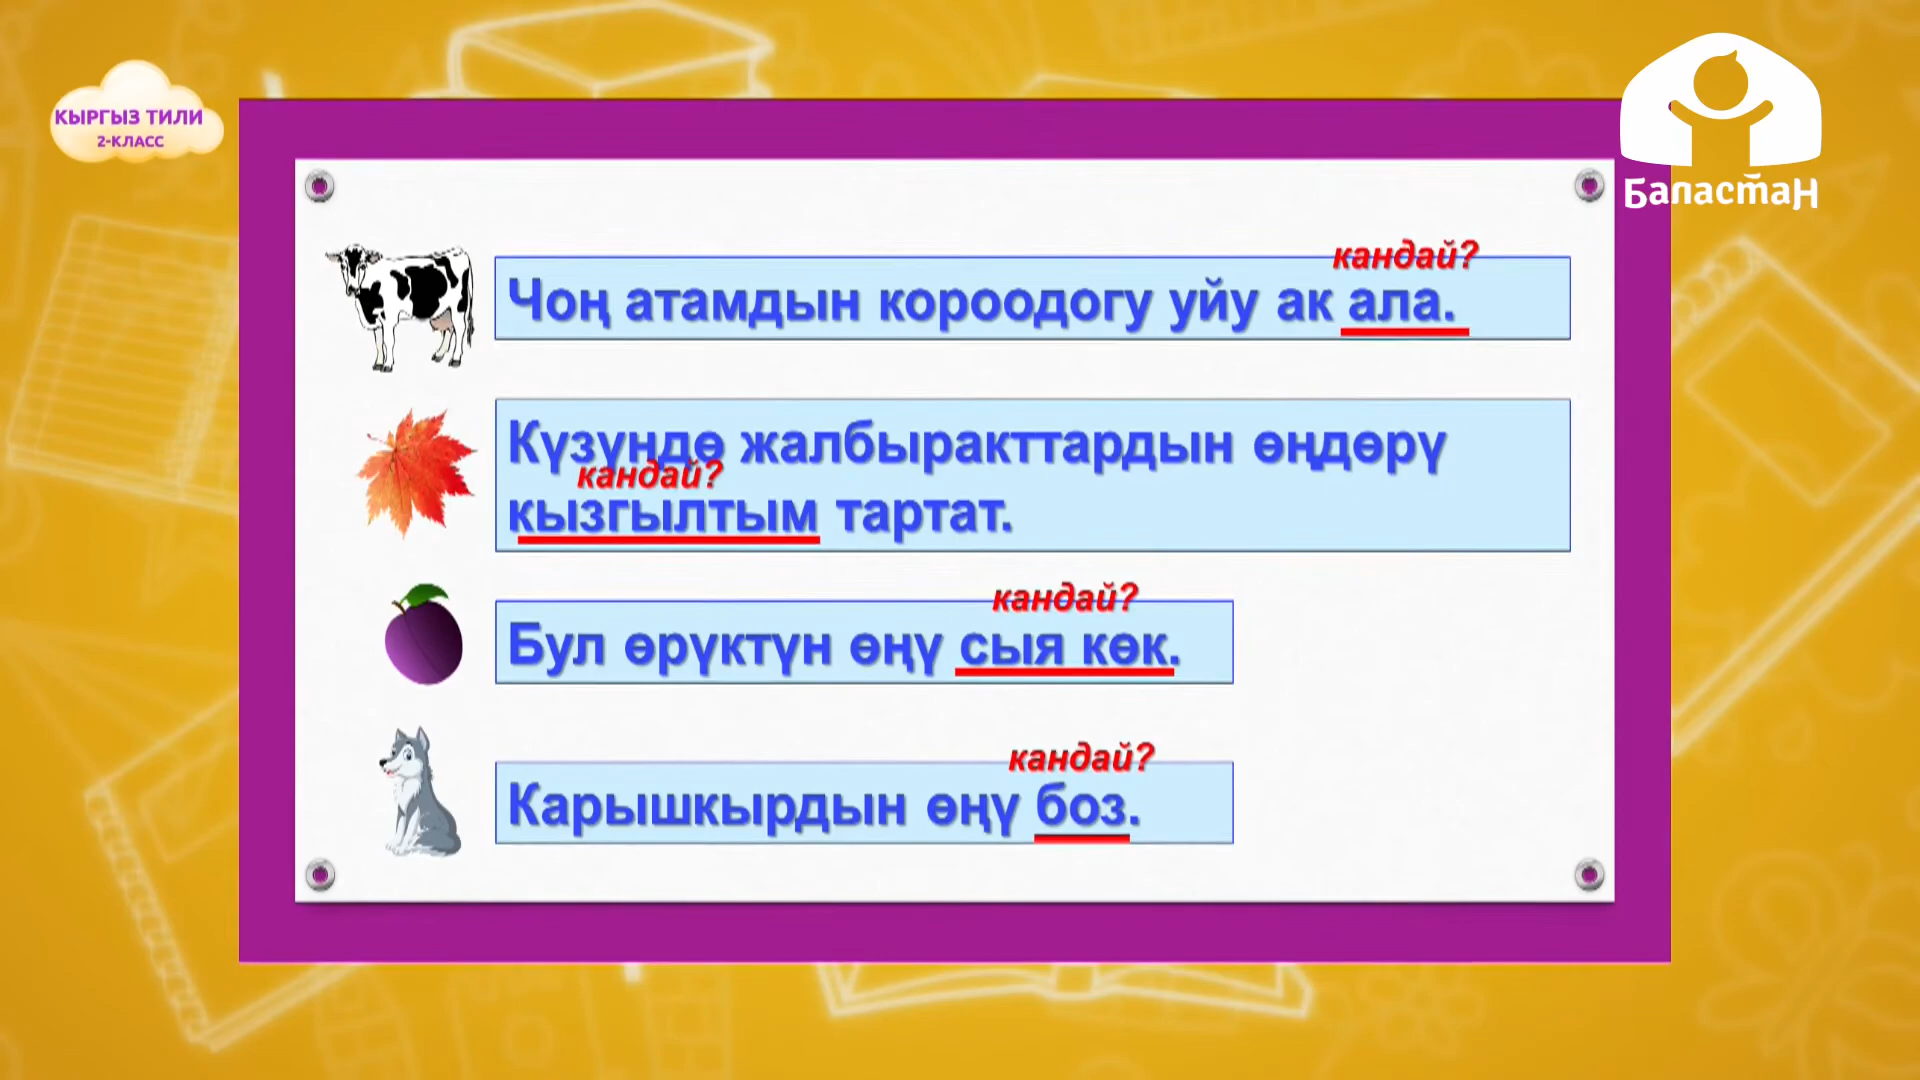 КЫРГЫЗ ТИЛИ
2-КЛАСС
Баластан
кандай?
Чоң атамдын короодогу уйу ак ала.
Күзүндө жалбыракттардын өңдөрү
кандай?
кызгылтым тартат.
кандай?
Бул өрүктүн өңү сыя көк.
кандай?
Карышкырдын өңү боз.